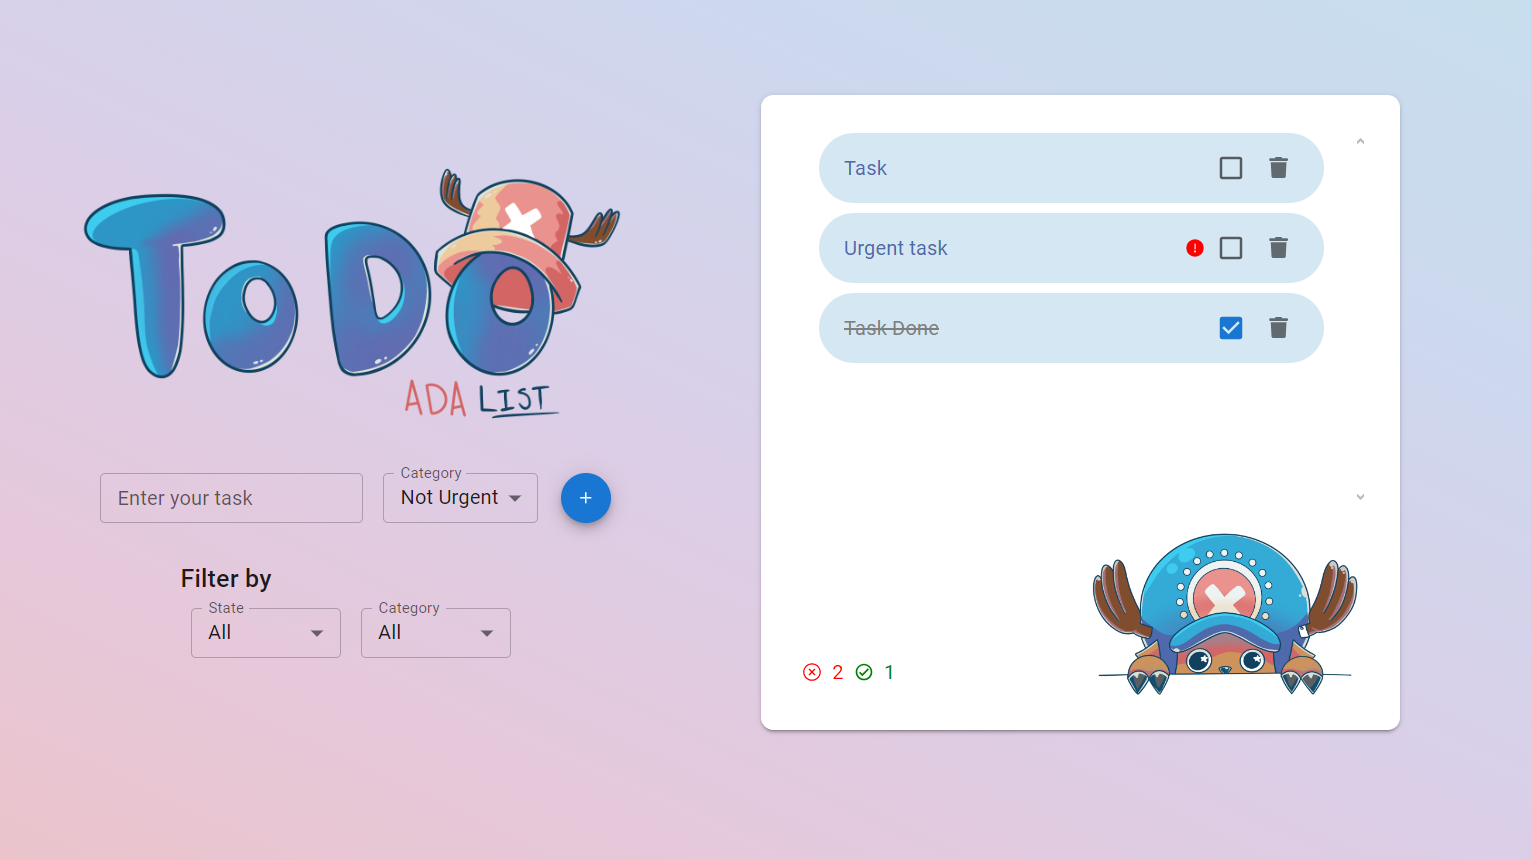 ToDo
ADA LIST
Enter your task
Category
Not Urgent
+
Filter by
State
All
Category
All
Task
Urgent task
!
Task Done
2
1